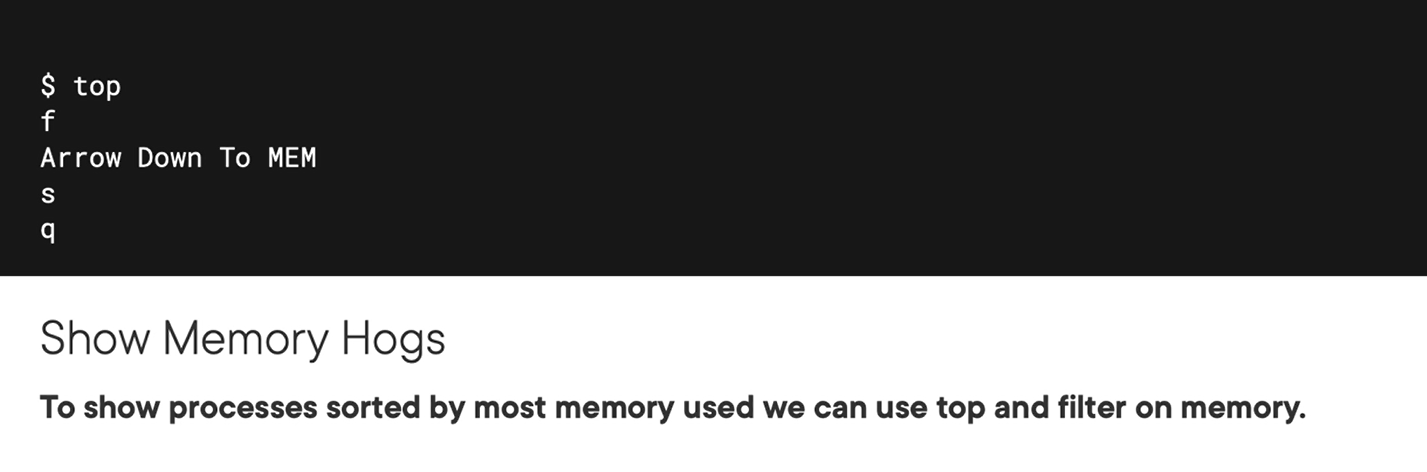 $ top
f
Arrow Down To MEM
s
q
Show Memory Hogs
To show processes sorted by most memory used we can use top and filter on memory.